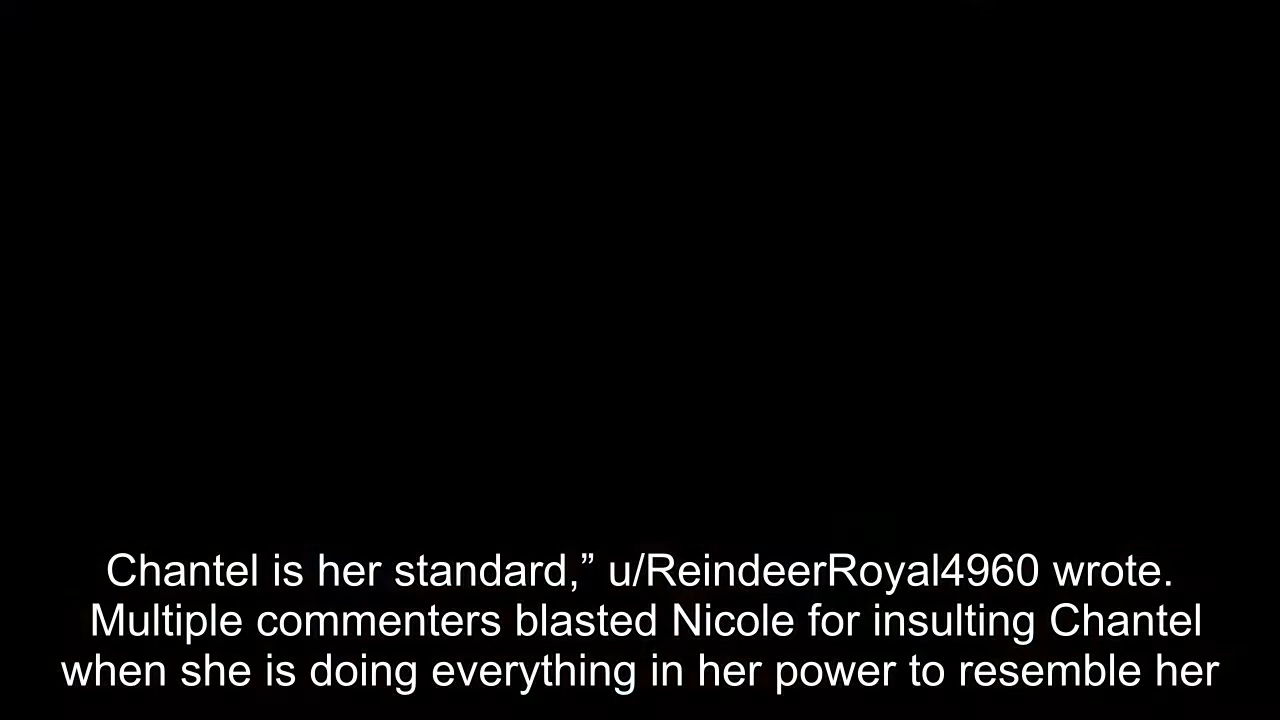 Chantel is her standard,” u/ReindeerRoyal4960 wrote.
Multiple commenters blasted Nicole for insulting Chantel
when she is doing everything in her power to resemble her